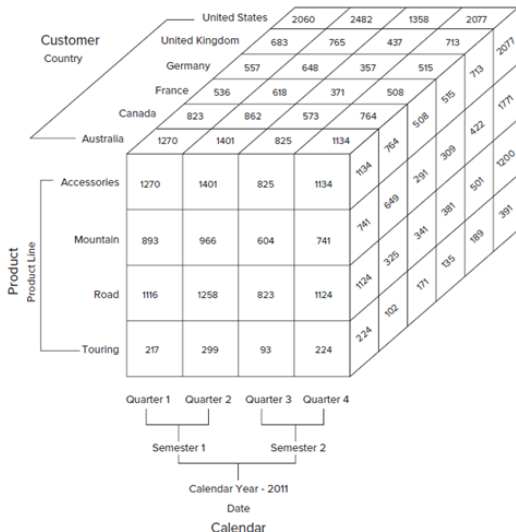 United States 2060 2482 1358 2077
United Kingdom 683 765 437 713
Germany 557 648 357 515
France 536 618 371 508
Canada 823 862 573 764
Australia 1270 1401 825 1134
Customer
Country
Accessories 1270 1401 825 1134
Mountain 893 966 604 741
Road 1116 1258 823 1124
Touring 217 299 93 224
Product
Product Line
1134 764 508 515 713 2077
741 649 291 309 422 1771
1124 325 341 381 501 1200
224 102 171 135 189 391
Quarter 1 Quarter 2 Quarter 3 Quarter 4
Semester 1 Semester 2
Calendar Year - 2011
Date
Calendar